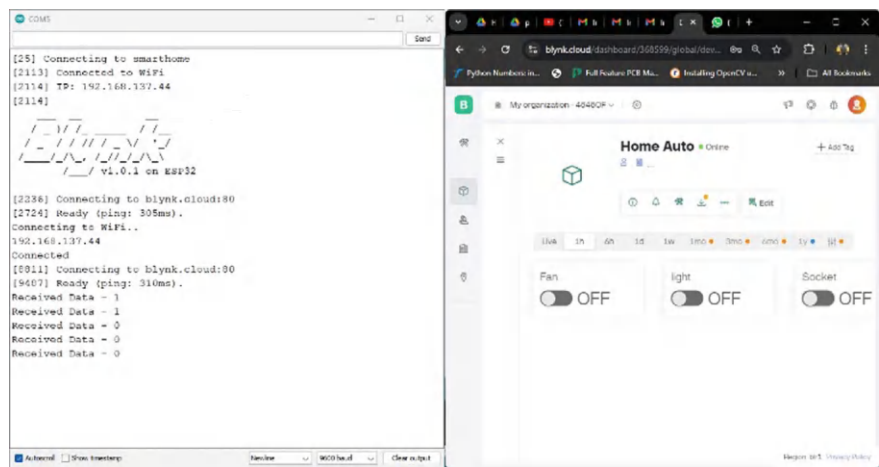 COM5
Send
[25] Connecting to smarthome
[2113] Connected to WiFi
[2114] IP: 192.168.137.44
[2114]
v1.0.1 on ESP32
[2236] Connecting to blynk.cloud:80
[2724] Ready (ping: 305ms).
Connecting to WiFi..
192.168.137.44
Connected
[8811] Connecting to blynk.cloud:80
[9407] Ready (ping: 310ms).
Received Data - 1
Received Data - 1
Received Data - 0
Received Data - 0
Received Data - 0
Autoscroll Show timestamp
Newline
9600 baud
Clear output
blynk.cloud/dashboard/368599/global/dev...
Python Numbers: in...
Full Feature PCB Ma...
Installing OpenCV u...
All Bookmarks
B
My organization - 4646OF
Home Auto Online
Add Tag
Edit
Live 1h 6h 1d 1w 1mo 3mo 6mo 1y
Fan
OFF
light
OFF
Socket
OFF
Region: Privacy Policy